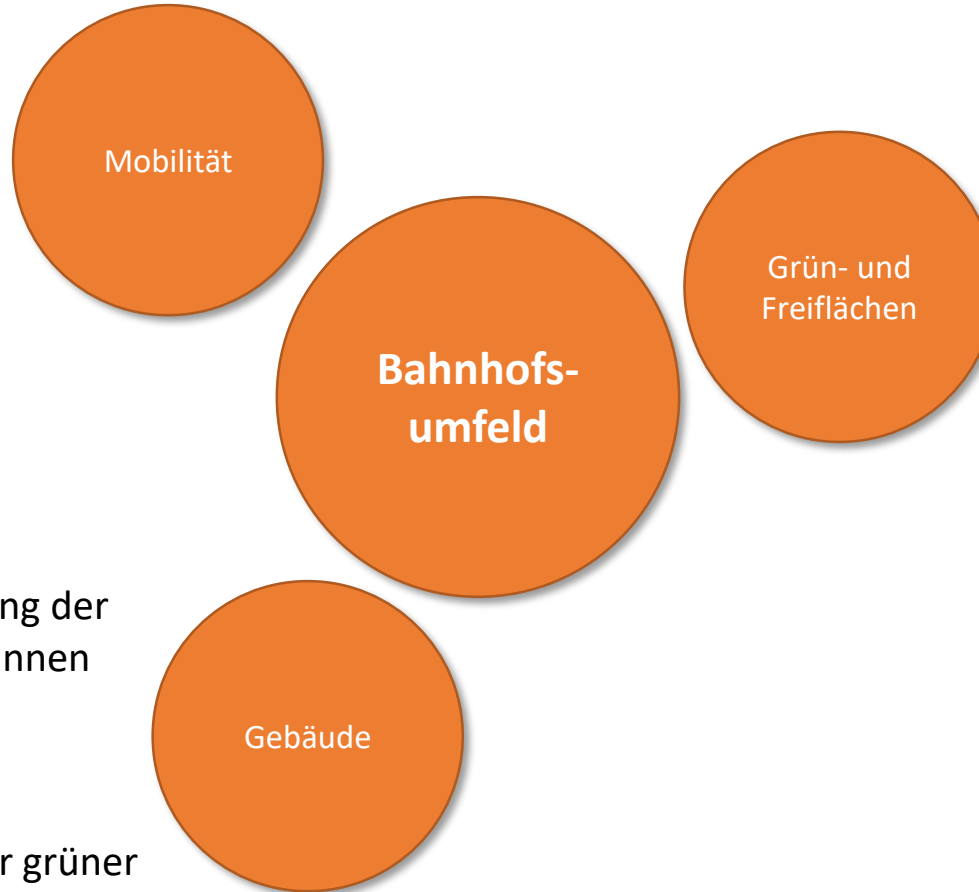 Mobilität
Grün- und
Freiflächen
Bahnhofs-
umfeld
ng der
nnen
Gebäude
r grüner